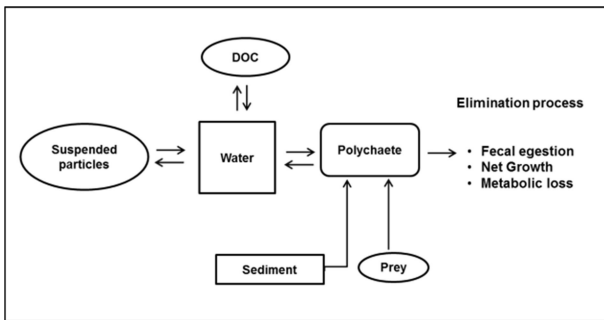 DOC
Elimination process
Suspended
particles
Water
Polychaete
• Fecal egestion
• Net Growth
• Metabolic loss
Sediment
Prey